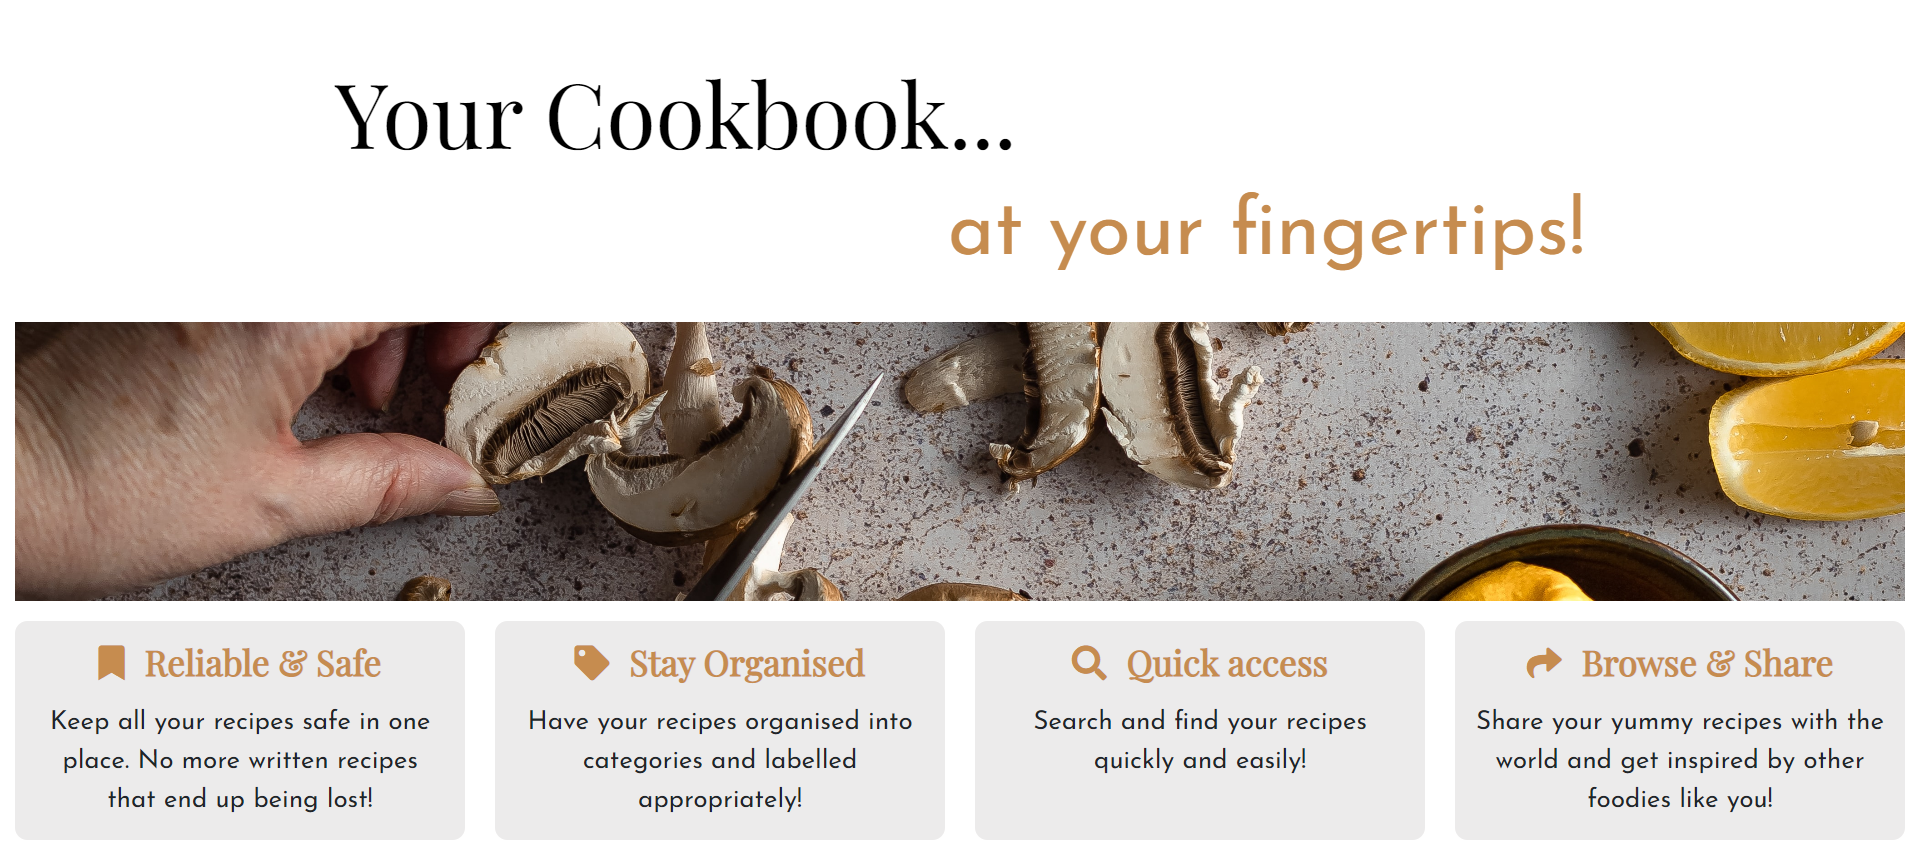 Your Cookbook...
at your fingertips!
Reliable & Safe
Keep all your recipes safe in one
place. No more written recipes
that end up being lost!
Stay Organised
Have your recipes organised into
categories and labelled
appropriately!
Quick access
Search and find your recipes
quickly and easily!
Browse & Share
Share your yummy recipes with the
world and get inspired by other
foodies like you!